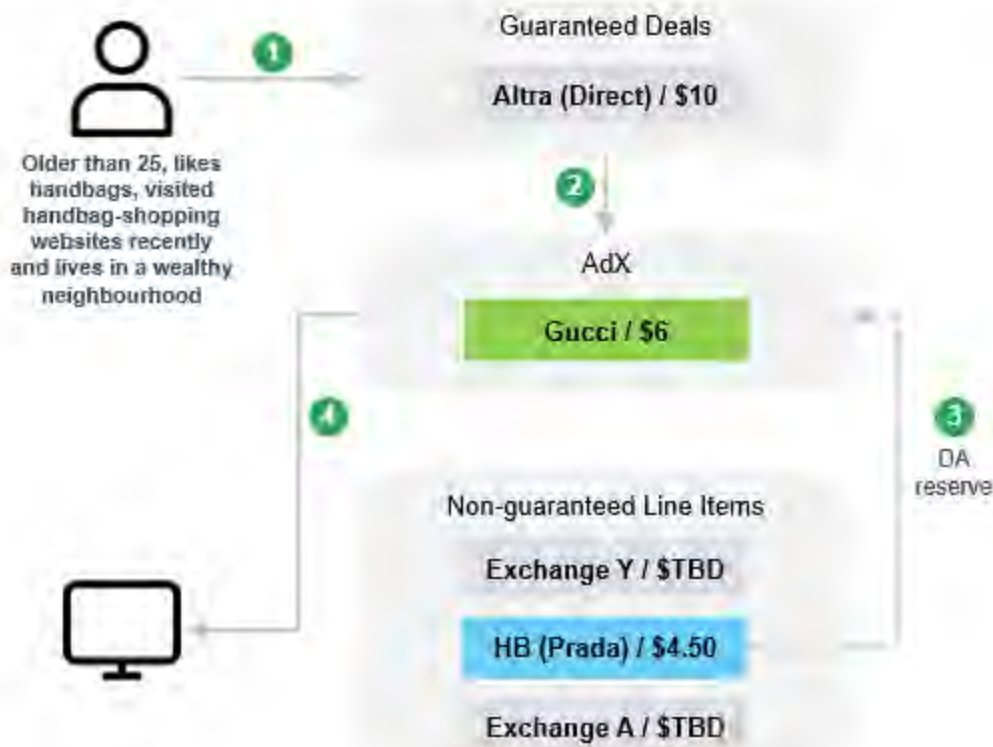 1
Guaranteed Deals
Altra (Direct) / $10
Older than 25, likes
handbags, visited
handbag-shopping
websites recently
and lives in a wealthy
neighbourhood
2
AdX
Gucci / $6
4
3
DA
reserve
Non-guaranteed Line Items
Exchange Y / $TBD
HB (Prada) / $4.50
Exchange A / $TBD